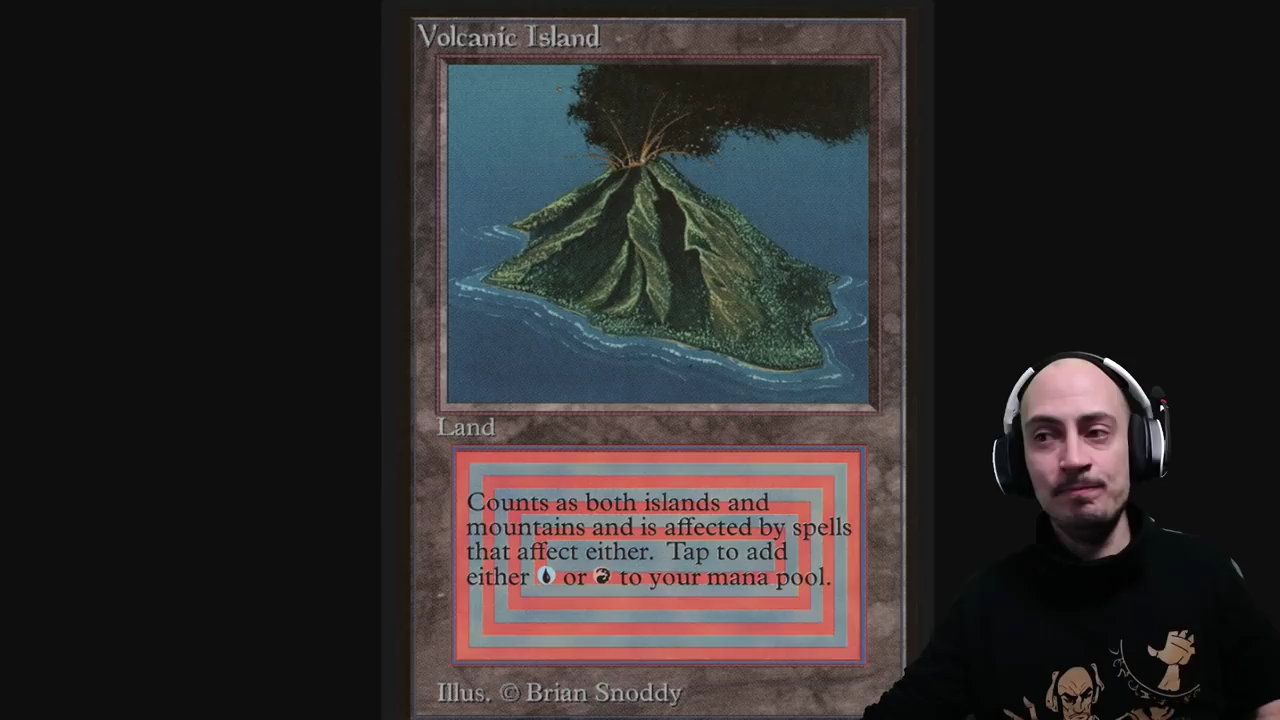 Volcanic Island
Land
Counts as both islands and
mountains and is affected by spells
that affect either. Tap to add
either or to your mana pool.
Illus. © Brian Snoddy